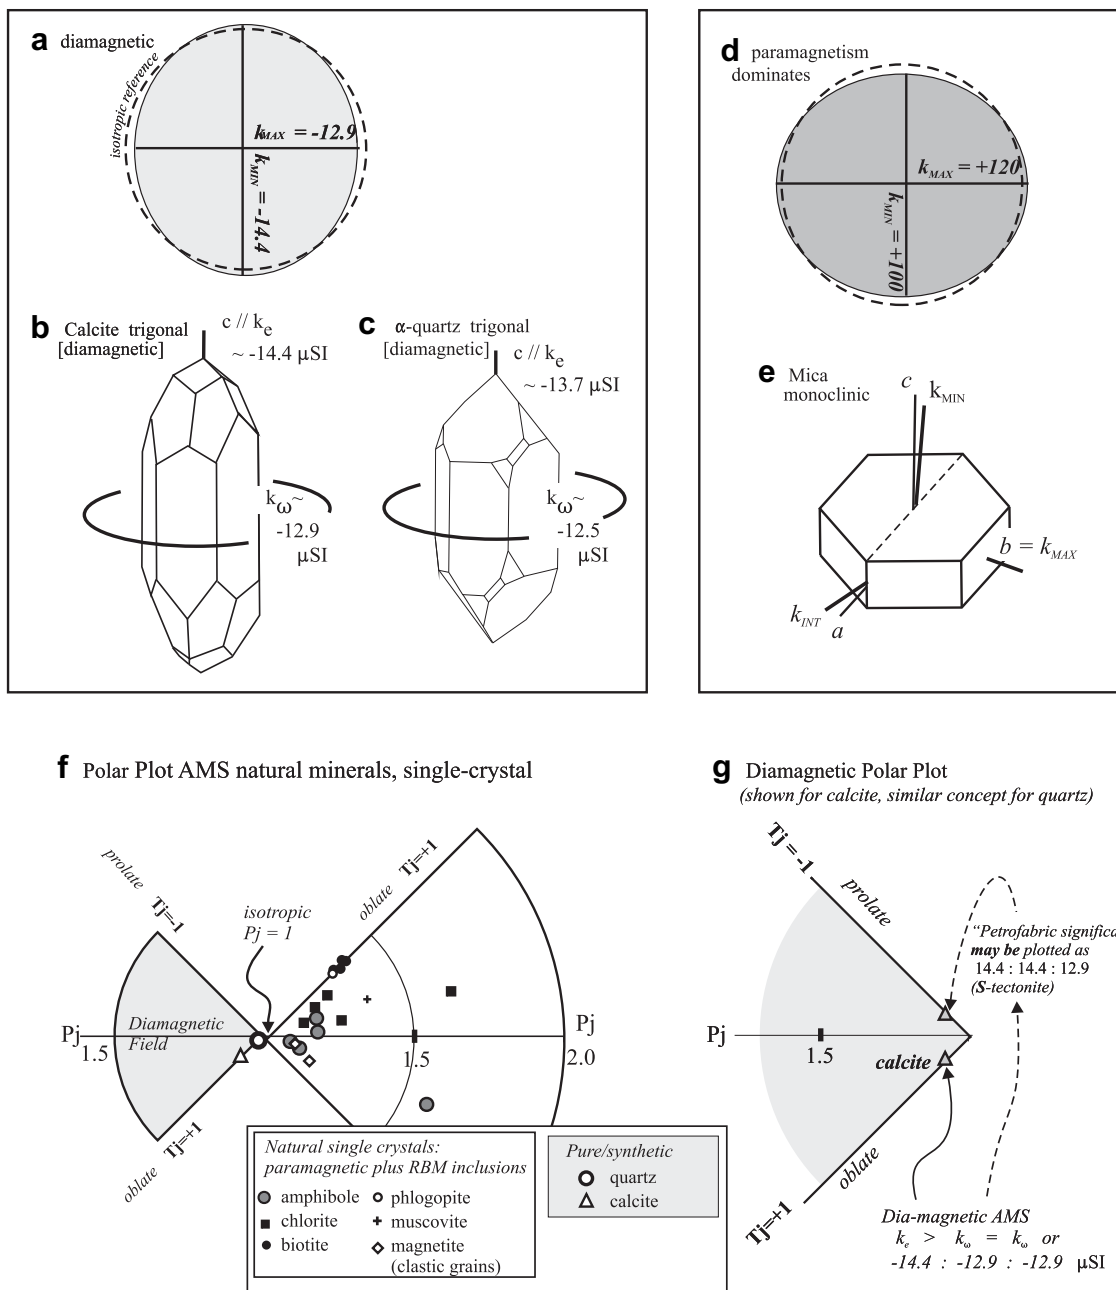 a diamagnetic
isotropic reference
kMAX = -12.9
kMIN = -14.4
b Calcite trigonal
[diamagnetic]
c // ke
~ -14.4 µSI
kω~
-12.9
µSI
c α-quartz trigonal
[diamagnetic]
c // ke
~ -13.7 µSI
kω~
-12.5
µSI
d paramagnetism
dominates
kMAX = +120
kMIN = +100
e Mica
monoclinic
c
kMIN
b = kMAX
kINT
a
f Polar Plot AMS natural minerals, single-crystal
prolate
Tj=-1
isotropic
Pj = 1
oblate
Tj=+1
Diamagnetic
Field
Pj
1.5
Pj
1.5
2.0
oblate
Tj=+1
Natural single crystals:
paramagnetic plus RBM inclusions
amphibole
chlorite
biotite
phlogopite
muscovite
magnetite
(clastic grains)
Pure/synthetic
quartz
calcite
g Diamagnetic Polar Plot
(shown for calcite, similar concept for quartz)
Tj = -1
prolate
"Petrofabric significa
may be plotted as
14.4 : 14.4 : 12.9
(S-tectonite)
Pj
1.5
calcite
oblate
Tj=+1
Dia-magnetic AMS
ke > kω = kω or
-14.4 : -12.9 : -12.9 µSI